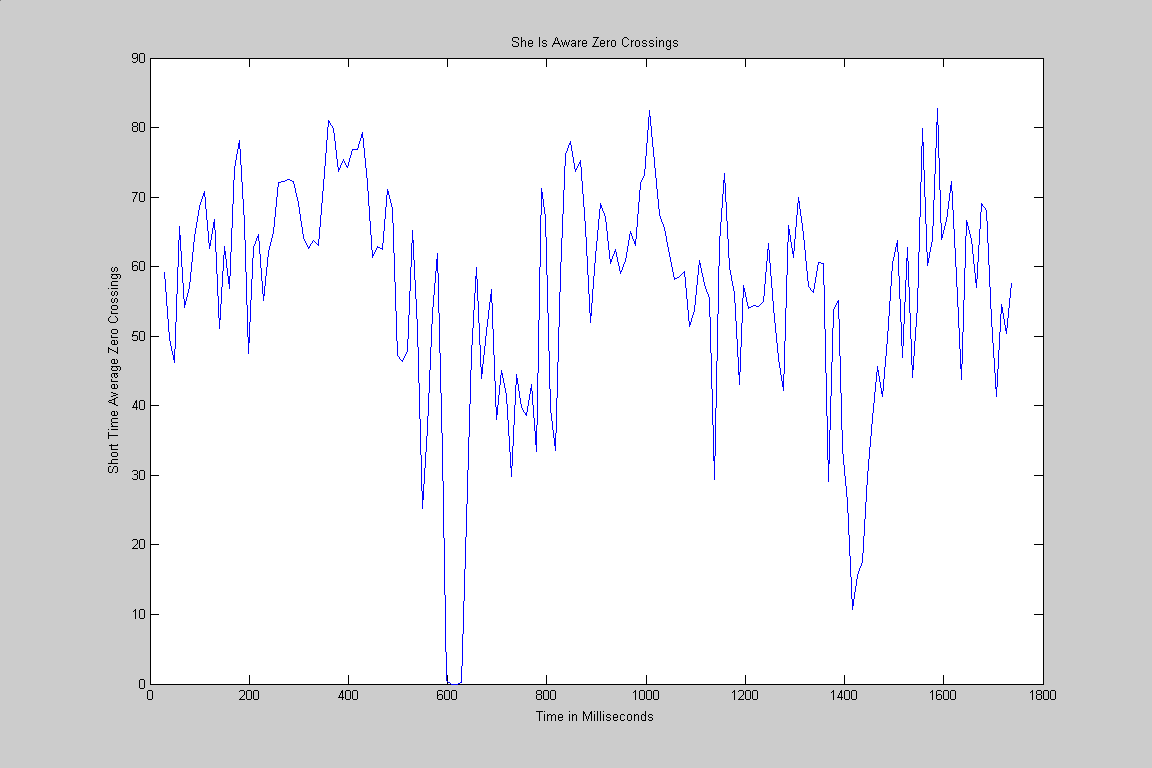 She Is Aware Zero Crossings
90
80
70
60
50
40
30
20
10
0
Short Time Average Zero Crossings
0 200 400 600 800 1000 1200 1400 1600 1800
Time in Milliseconds